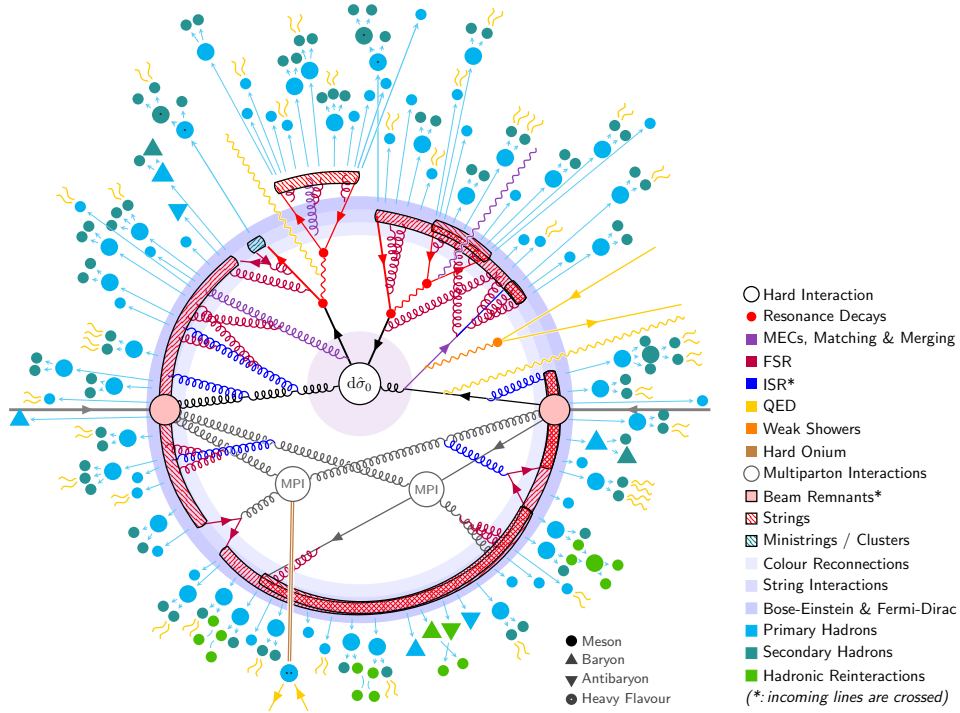 dσ̂₀
MPI
MPI
Hard Interaction
Resonance Decays
MECs, Matching & Merging
FSR
ISR*
QED
Weak Showers
Hard Onium
Multiparton Interactions
Beam Remnants*
Strings
Ministrings / Clusters
Colour Reconnections
String Interactions
Bose-Einstein & Fermi-Dirac
Primary Hadrons
Secondary Hadrons
Hadronic Reinteractions
(*: incoming lines are crossed)
Meson
Baryon
Antibaryon
Heavy Flavour